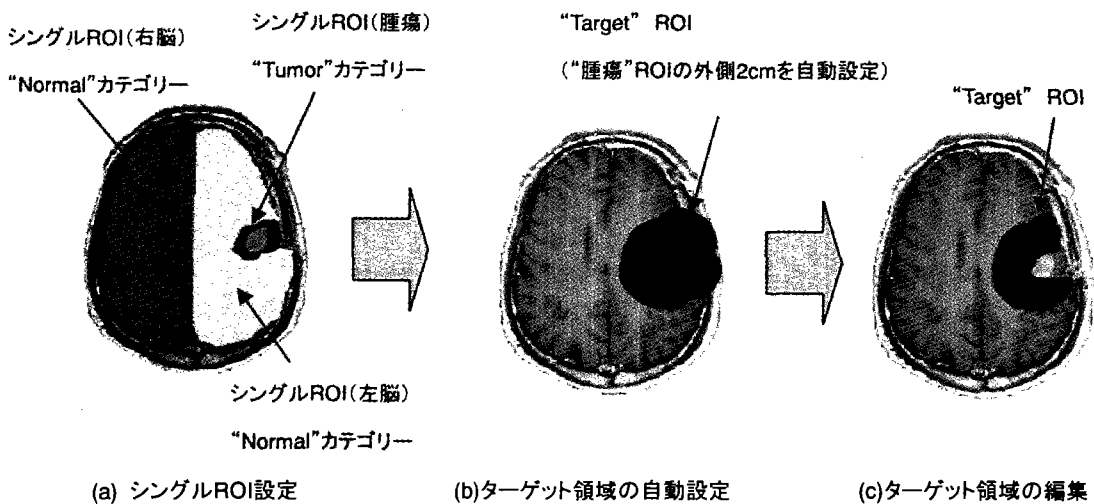 シングルROI(右脳)
“Normal”カテゴリー
シングルROI(腫瘍)
“Tumor”カテゴリー
シングルROI(左脳)
“Normal”カテゴリー
(a) シングルROI設定
“Target” ROI
(“腫瘍”ROIの外側2cmを自動設定)
(b)ターゲット領域の自動設定
“Target” ROI
(c)ターゲット領域の編集